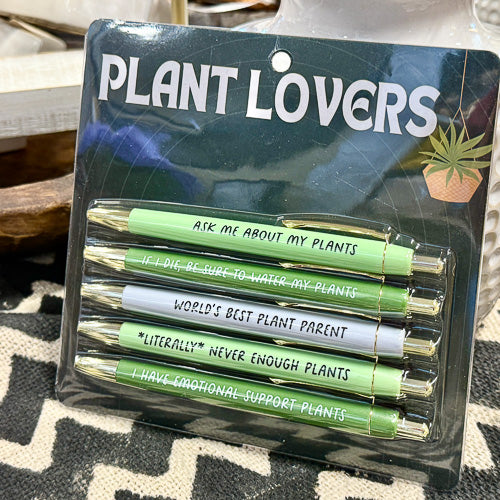 PLANT LOVERS
ASK ME ABOUT MY PLANTS
IF I DIE, BE SURE TO WATER MY PLANTS
WORLD'S BEST PLANT PARENT
*LITERALLY* NEVER ENOUGH PLANTS
I HAVE EMOTIONAL SUPPORT PLANTS